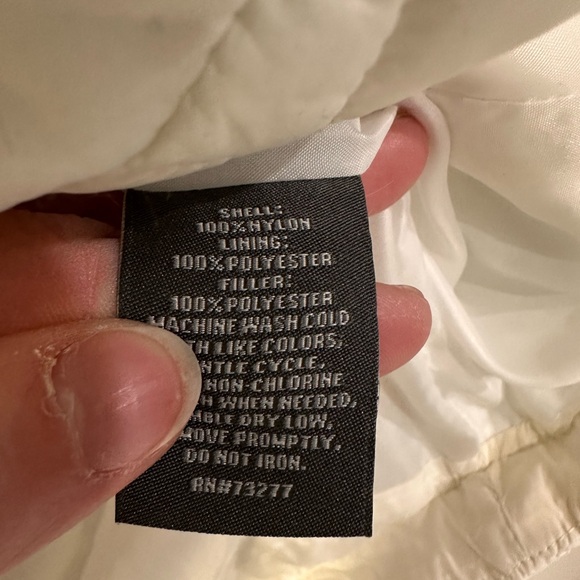 SHELL:
100%NYLON
LINING:
100%POLYESTER
FILLER:
100%POLYESTER
MACHINE WASH COLD
LIKE COLORS,
CYCLE,
NON-CHLORINE
WHEN NEEDED,
DRY LOW,
PROMPTLY,
DO NOT IRON.
RN#73277